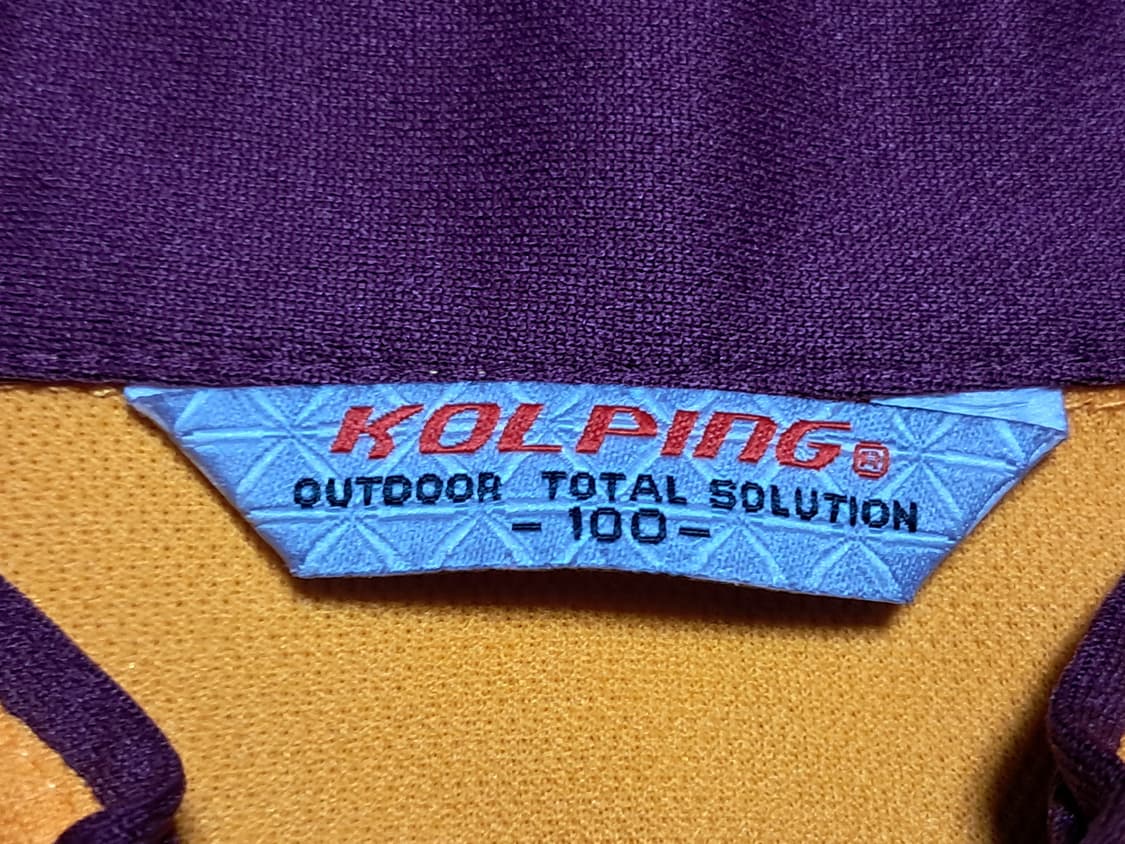 KOLPING®
OUTDOOR TOTAL SOLUTION
- 100 -